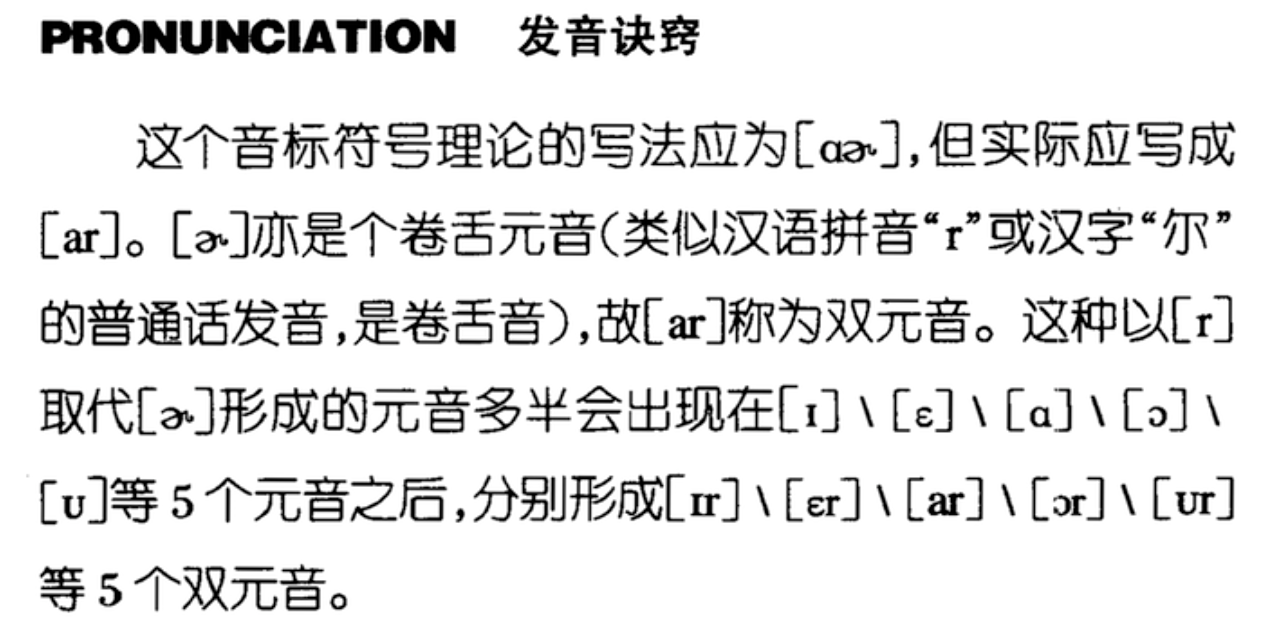 PRONUNCIATION 发音诀窍
这个音标符号理论的写法应为[ɑɚ],但实际应写成
[ar]。[ɚ]亦是个卷舌元音(类似汉语拼音“r”或汉字“尔”
的普通话发音,是卷舌音),故[ar]称为双元音。这种以[r]
取代[ɚ]形成的元音多半会出现在[ɪ]\[ɛ]\[ɑ]\[ɔ]\
[ʊ]等5个元音之后,分别形成[ɪr]\[ɛr]\[ar]\[ɔr]\[ʊr]
等5个双元音。